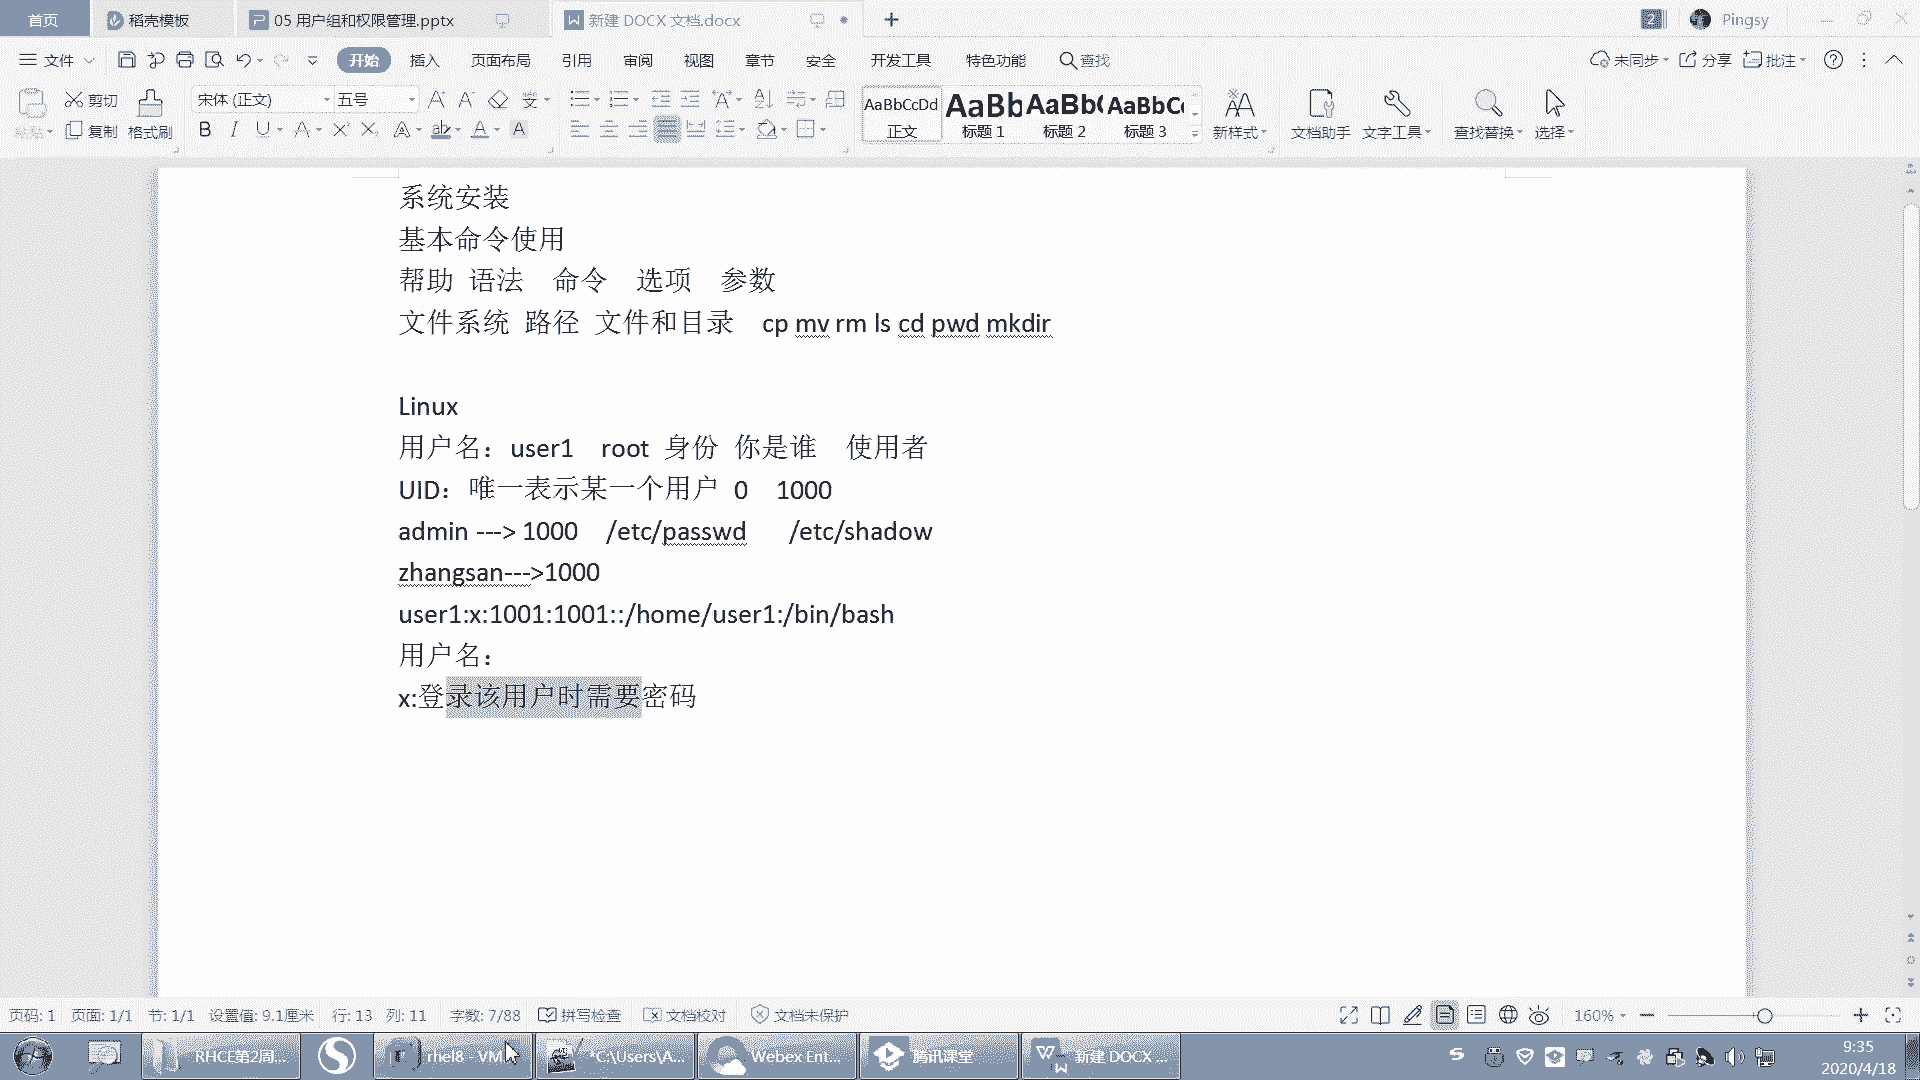 首页 稻壳模板 05 用户组和权限管理.pptx 新建 DOCX 文档.docx 2 Pingsy
文件 开始 插入 页面布局 引用 审阅 视图 章节 安全 开发工具 特色功能 查找 未同步 分享 批注
粘贴 剪切 复制 格式刷 宋体 (正文) 五号
AaBbCcDd AaBb AaBb( AaBbC
正文 标题 1 标题 2 标题 3 新样式 文档助手 文字工具 查找替换 选择
系统安装
基本命令使用
帮助 语法 命令 选项 参数
文件系统 路径 文件和目录 cp mv rm ls cd pwd mkdir
Linux
用户名：user1 root 身份 你是谁 使用者
UID：唯一表示某一个用户 0 1000
admin ---> 1000 /etc/passwd /etc/shadow
zhangsan--->1000
user1:x:1001:1001::/home/user1:/bin/bash
用户名：
x:登录该用户时需要密码
页码: 1 页面: 1/1 节: 1/1 设置值: 9.1厘米 行: 13 列: 11 字数: 7/88 拼写检查 文档校对 文档未保护 160%
RHCE第2周... rhel8 - VM *C:\Users\A... Webex Ent... 腾讯课堂 新建 DOCX ... 9:35
2020/4/18